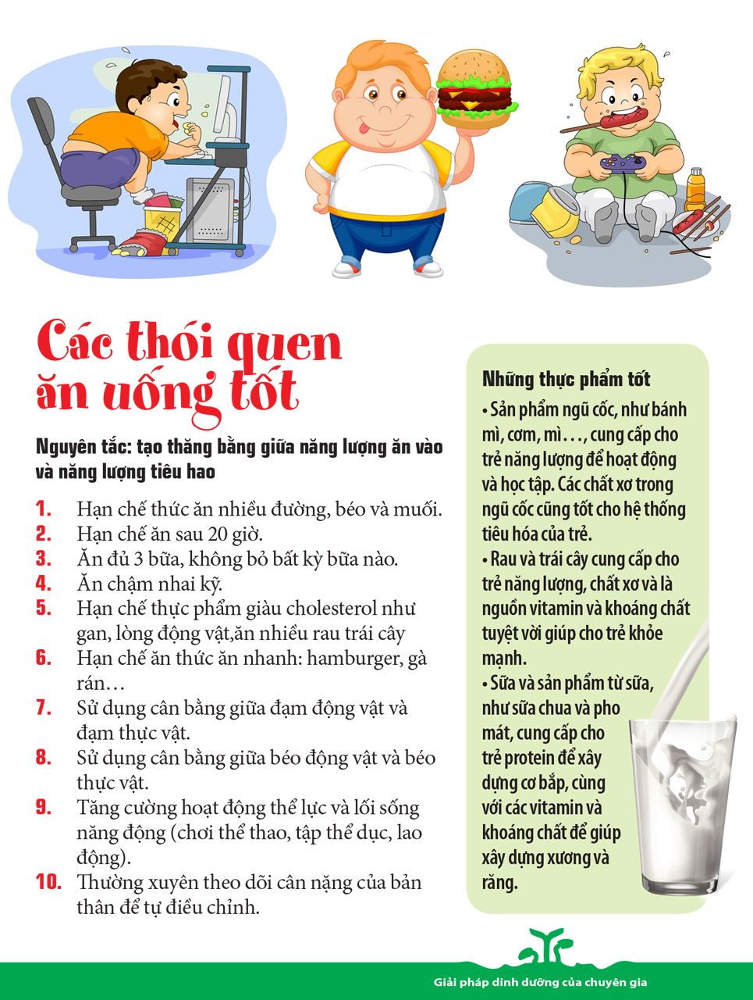 Các thói quen
ăn uống tốt
Nguyên tắc: tạo thăng bằng giữa năng lượng ăn vào
và năng lượng tiêu hao
1. Hạn chế thức ăn nhiều đường, béo và muối.
2. Hạn chế ăn sau 20 giờ.
3. Ăn đủ 3 bữa, không bỏ bất kỳ bữa nào.
4. Ăn chậm nhai kỹ.
5. Hạn chế thực phẩm giàu cholesterol như
gan, lòng động vật,ăn nhiều rau trái cây
6. Hạn chế ăn thức ăn nhanh: hamburger, gà
rán…
7. Sử dụng cân bằng giữa đạm động vật và
đạm thực vật.
8. Sử dụng cân bằng giữa béo động vật và béo
thực vật.
9. Tăng cường hoạt động thể lực và lối sống
năng động (chơi thể thao, tập thể dục, lao
động).
10. Thường xuyên theo dõi cân nặng của bản
thân để tự điều chỉnh.
Những thực phẩm tốt
• Sản phẩm ngũ cốc, như bánh
mì, cơm, mì…, cung cấp cho
trẻ năng lượng để hoạt động
và học tập. Các chất xơ trong
ngũ cốc cũng tốt cho hệ thống
tiêu hóa của trẻ.
• Rau và trái cây cung cấp cho
trẻ năng lượng, chất xơ và là
nguồn vitamin và khoáng chất
tuyệt vời giúp cho trẻ khỏe
mạnh.
• Sữa và sản phẩm từ sữa,
như sữa chua và pho
mát, cung cấp cho
trẻ protein để xây
dựng cơ bắp, cùng
với các vitamin và
khoáng chất để giúp
xây dựng xương và
răng.
Giải pháp dinh dưỡng của chuyên gia